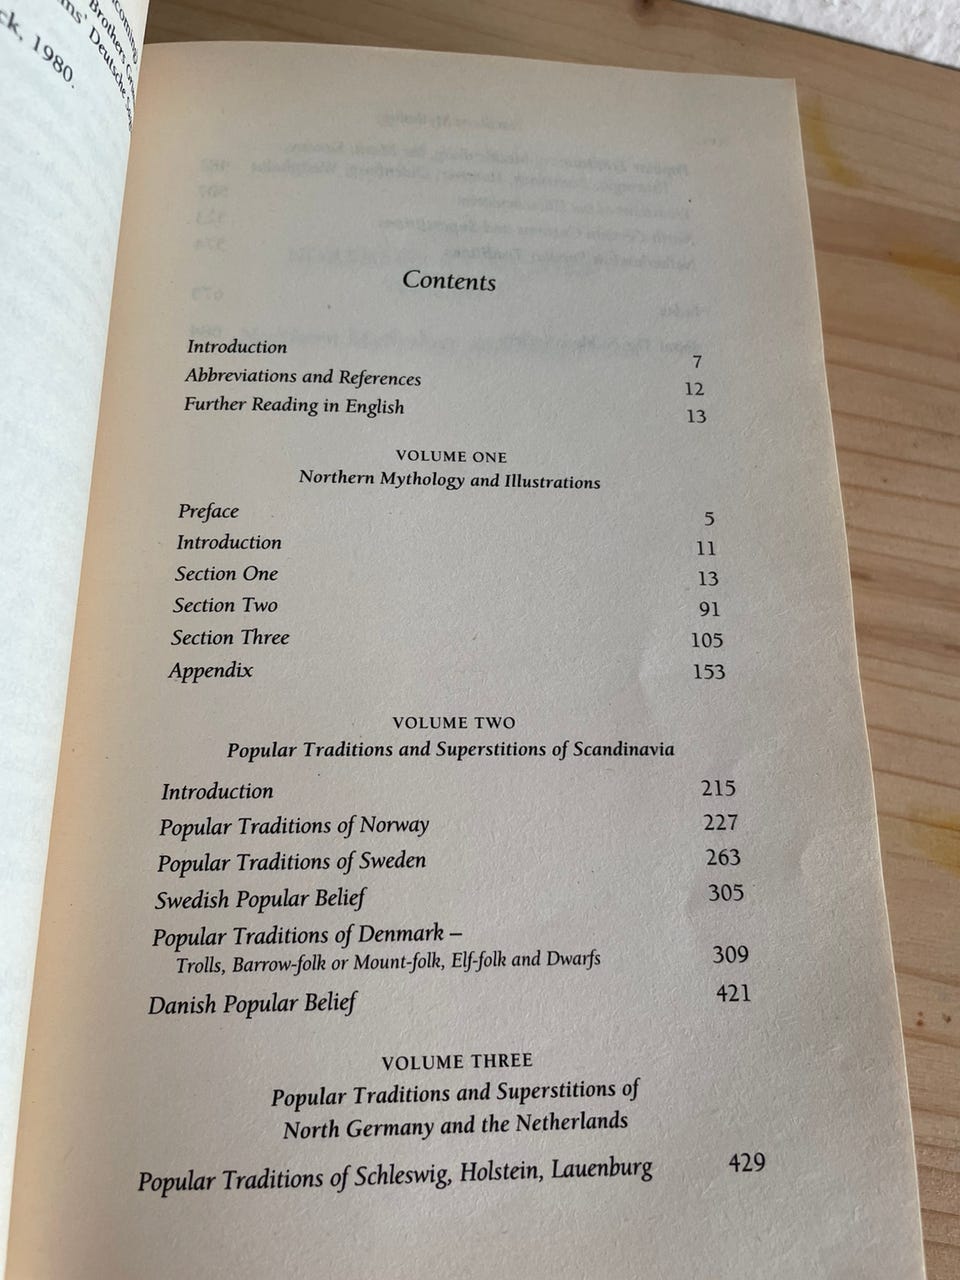 coming)
Brothers
Deutsche
ck, 1980.
Contents
Introduction 7
Abbreviations and References 12
Further Reading in English 13
VOLUME ONE
Northern Mythology and Illustrations
Preface 5
Introduction 11
Section One 13
Section Two 91
Section Three 105
Appendix 153
VOLUME TWO
Popular Traditions and Superstitions of Scandinavia
Introduction 215
Popular Traditions of Norway 227
Popular Traditions of Sweden 263
Swedish Popular Belief 305
Popular Traditions of Denmark –
Trolls, Barrow-folk or Mount-folk, Elf-folk and Dwarfs 309
Danish Popular Belief 421
VOLUME THREE
Popular Traditions and Superstitions of
North Germany and the Netherlands
Popular Traditions of Schleswig, Holstein, Lauenburg 429